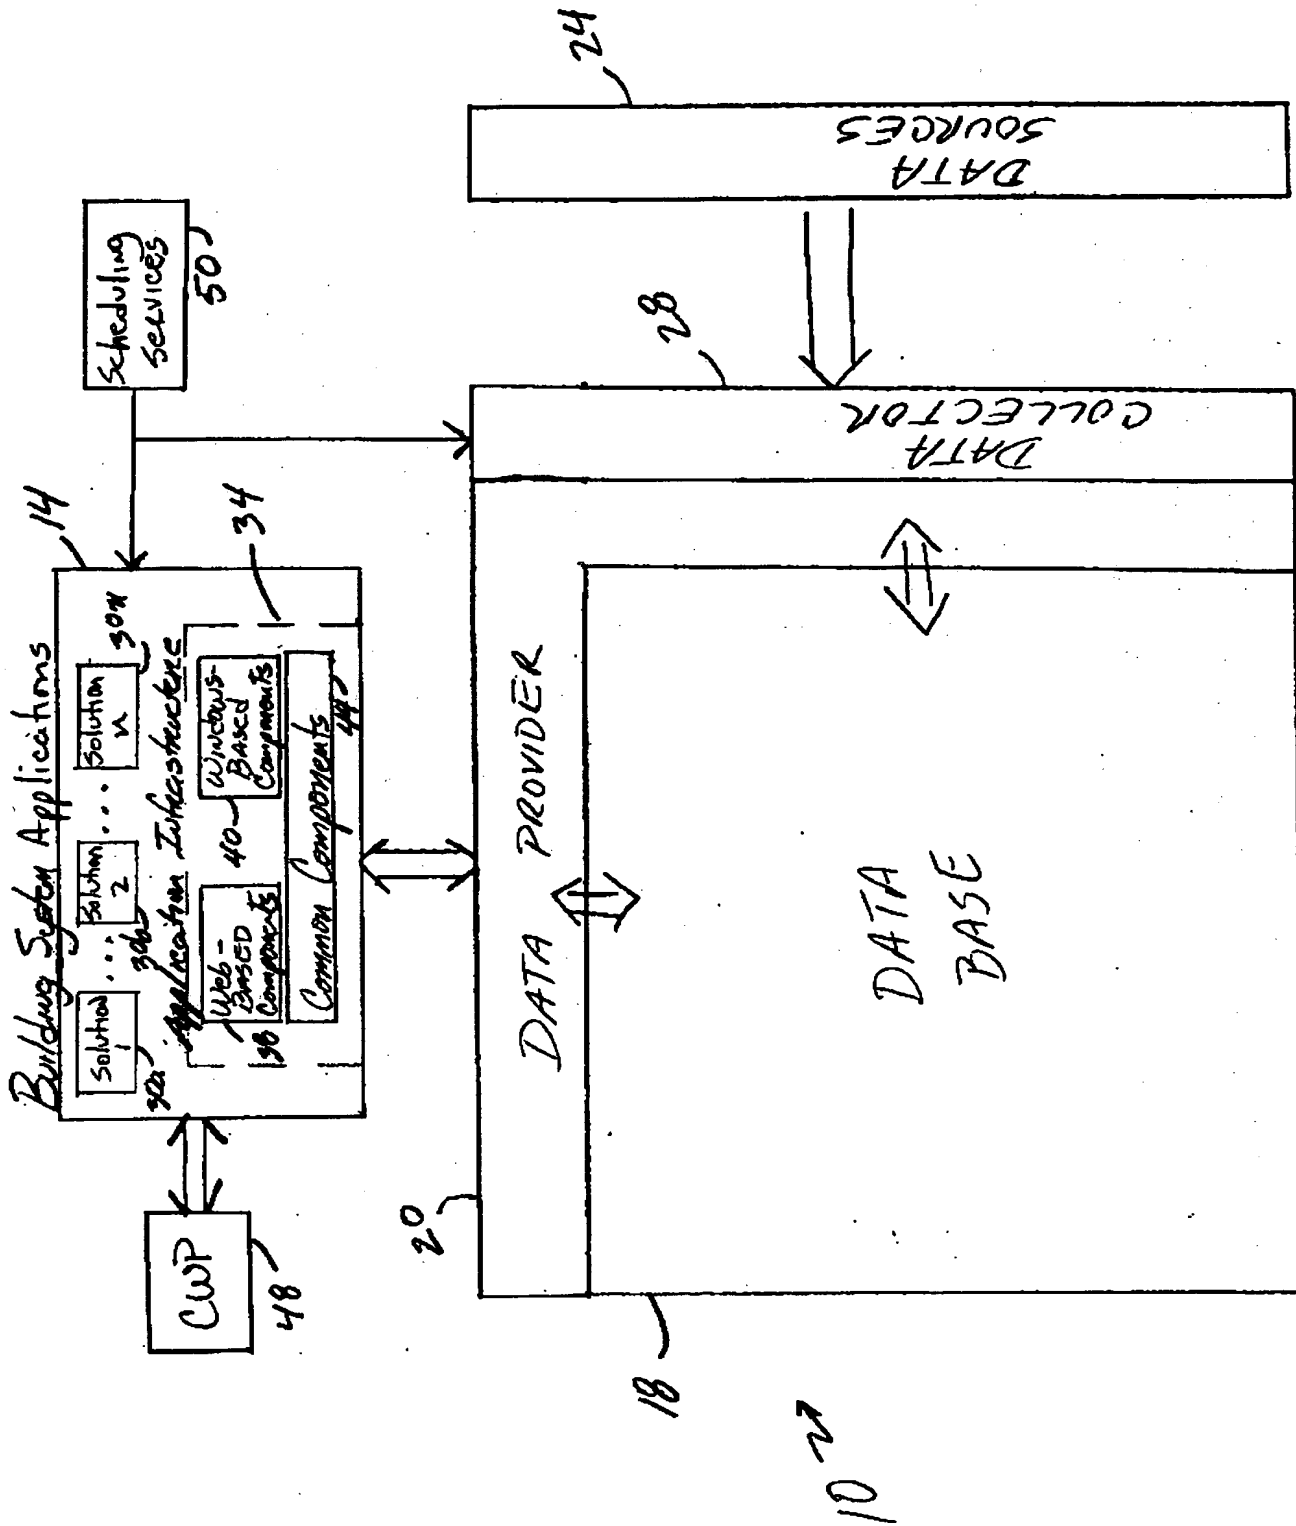 Building System Applications
14
Solution
1
30a
...
Solution
2
30b
...
Solution
n
30n
Application Infrastructure
34
Web-
BASED
Components
38
40
Windows-
BASED
Components
Common Components
44
CWP
48
Scheduling
Services
50
20
DATA PROVIDER
18
DATA
BASE
DATA
COLLECTOR
28
DATA
SOURCES
24
10